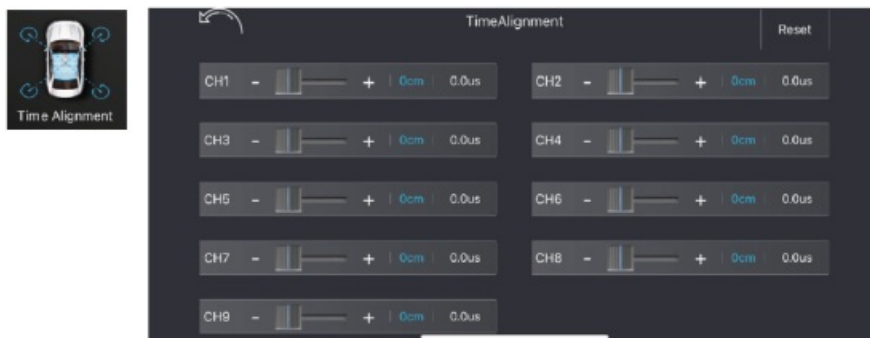 Time Alignment
TimeAlignment
Reset
CH1 - + 0cm 0.0us
CH2 - + 0cm 0.0us
CH3 - + 0cm 0.0us
CH4 - + 0cm 0.0us
CH5 - + 0cm 0.0us
CH6 - + 0cm 0.0us
CH7 - + 0cm 0.0us
CH8 - + 0cm 0.0us
CH9 - + 0cm 0.0us